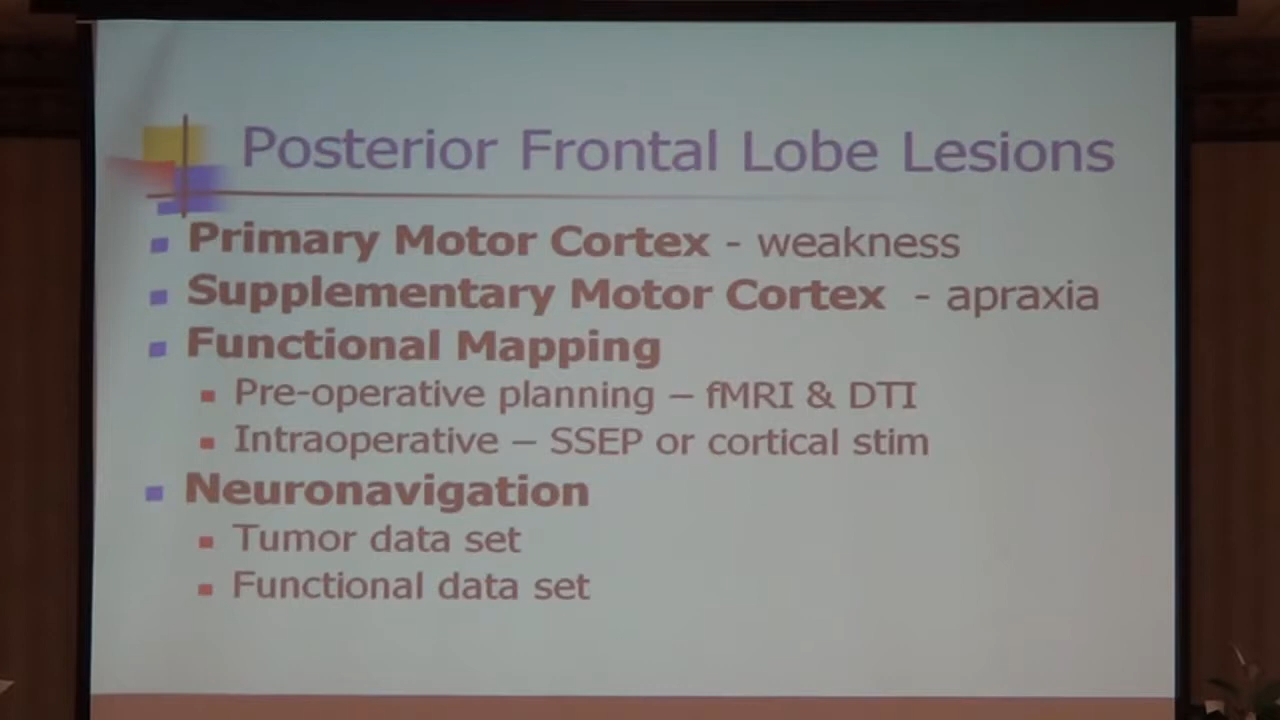 Posterior Frontal Lobe Lesions
Primary Motor Cortex - weakness
Supplementary Motor Cortex - apraxia
Functional Mapping
Pre-operative planning – fMRI & DTI
Intraoperative – SSEP or cortical stim
Neuronavigation
Tumor data set
Functional data set